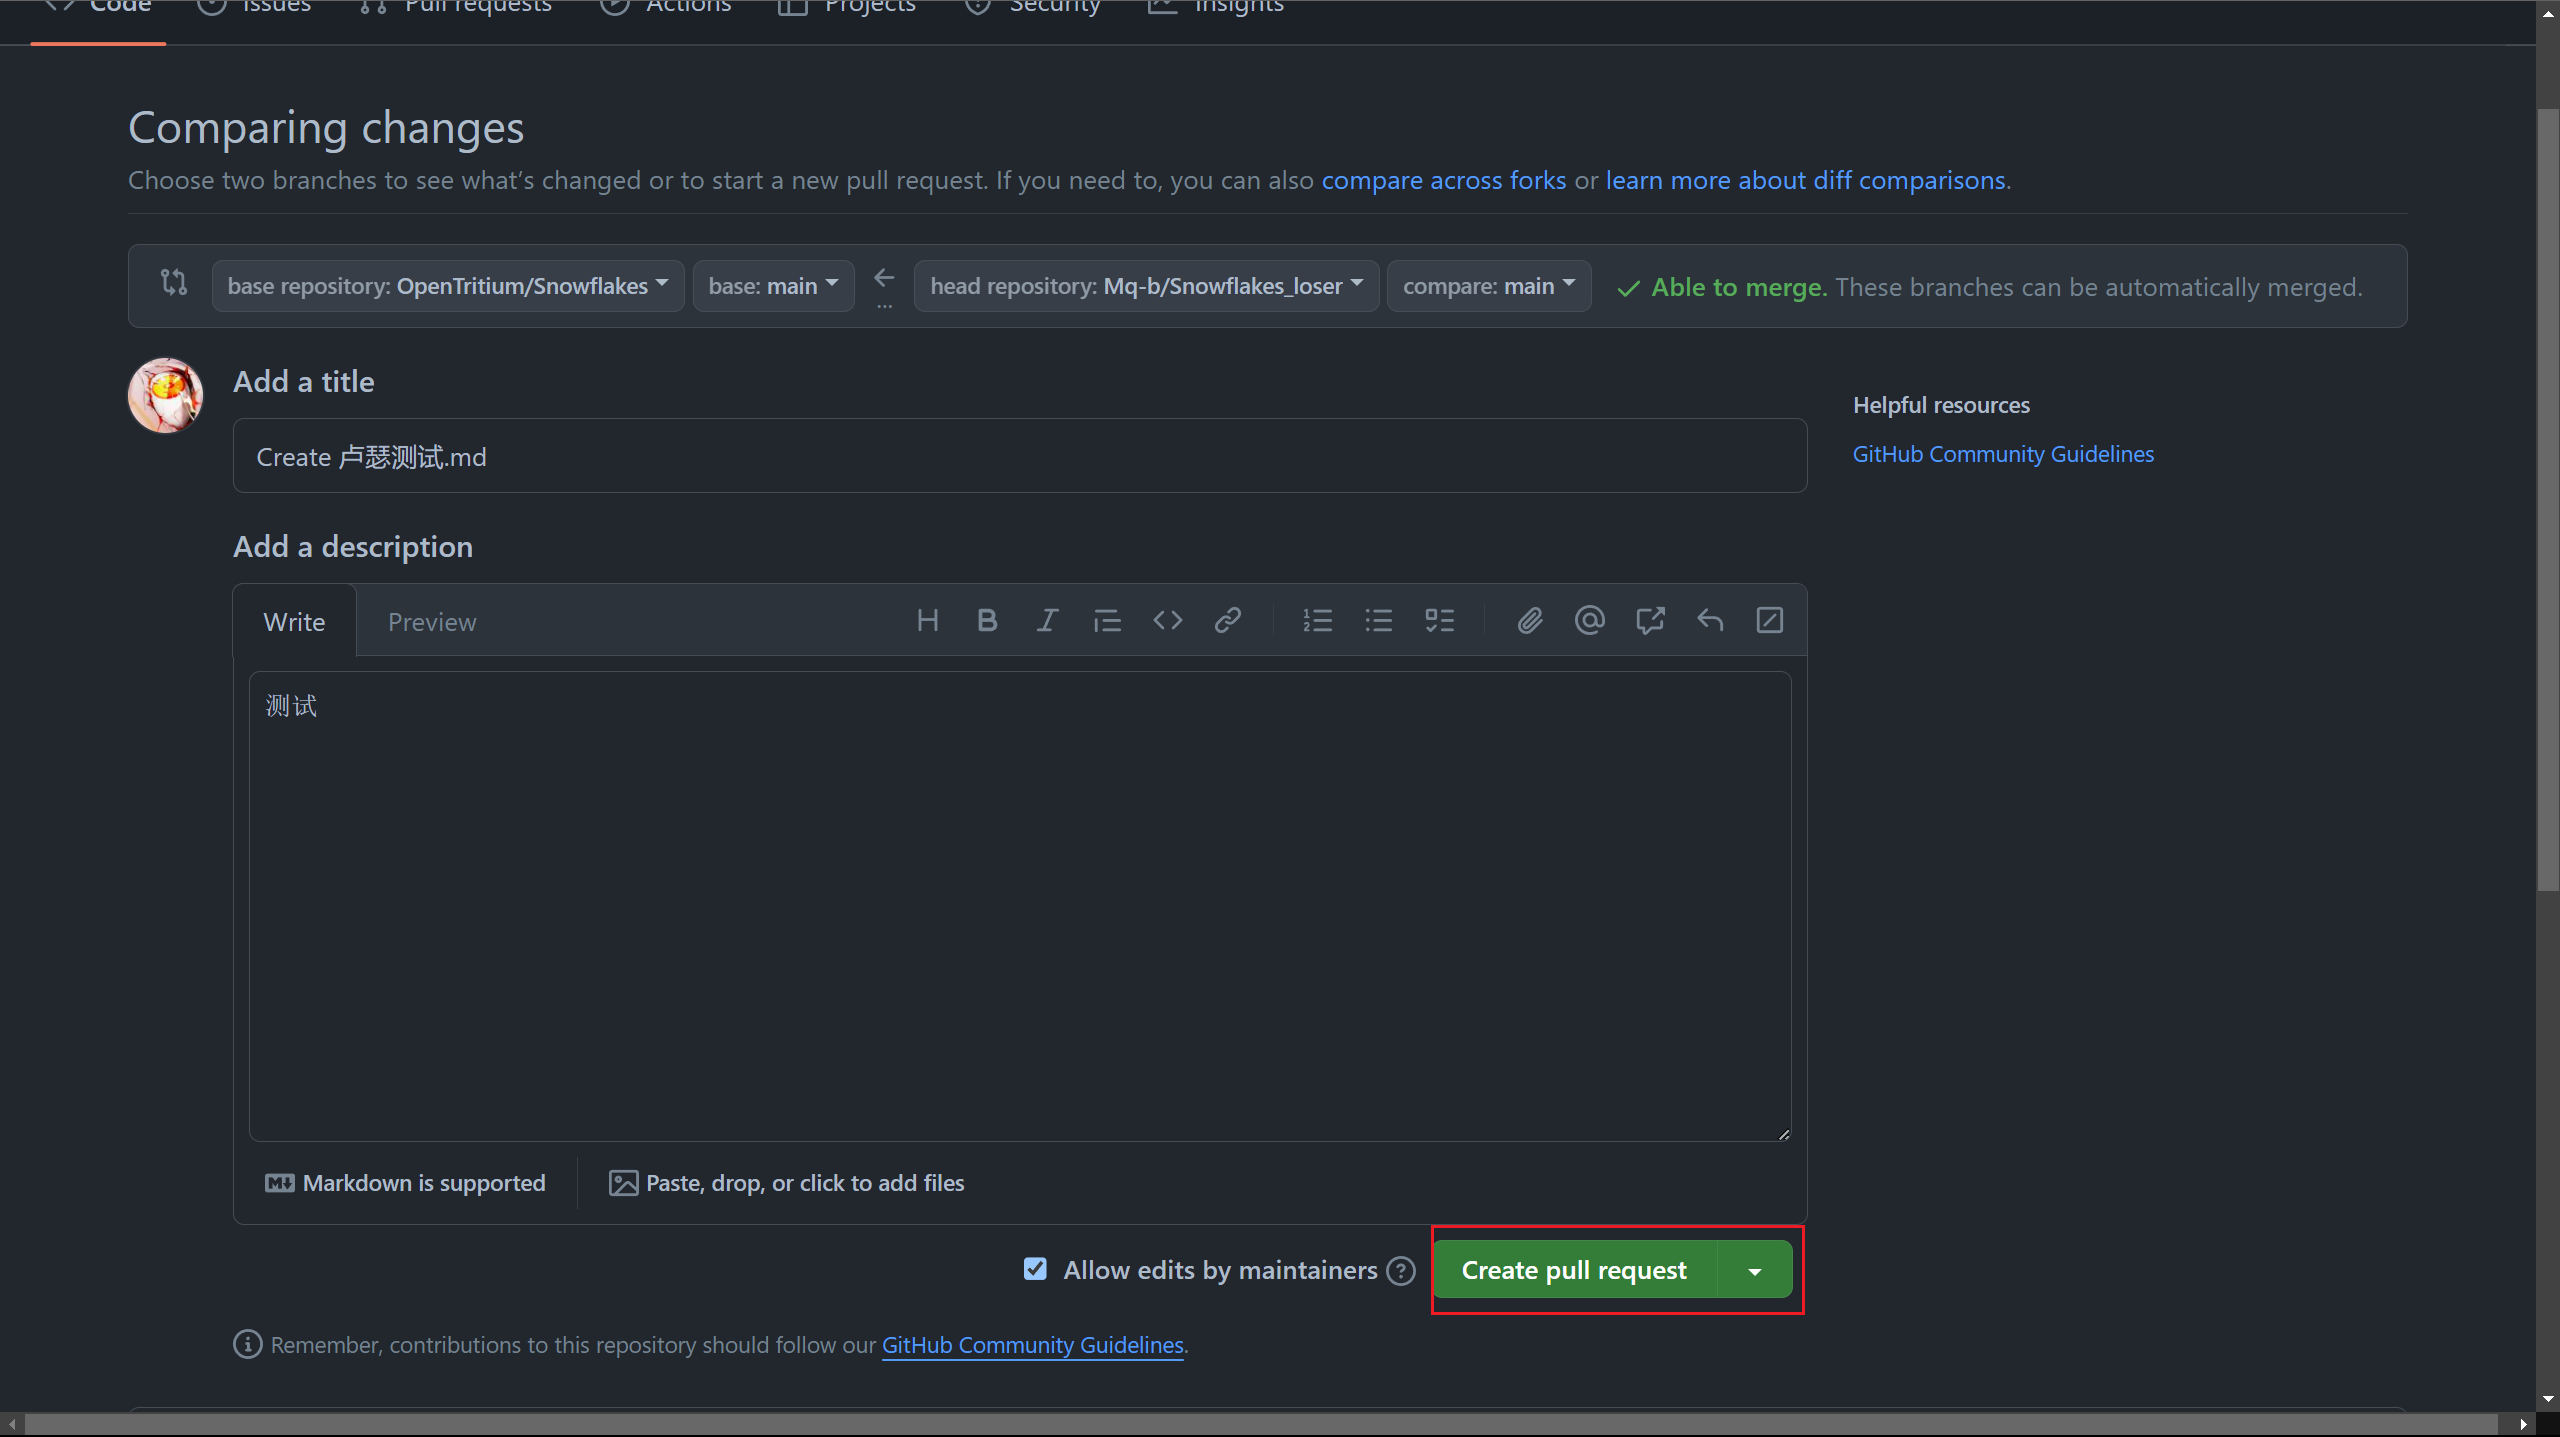 Code Issues Pull requests Actions Projects Security Insights
Comparing changes
Choose two branches to see what’s changed or to start a new pull request. If you need to, you can also compare across forks or learn more about diff comparisons.
base repository: OpenTritium/Snowflakes base: main ... head repository: Mq-b/Snowflakes_loser compare: main Able to merge. These branches can be automatically merged.
Add a title
Helpful resources
Create 卢瑟测试.md
GitHub Community Guidelines
Add a description
Write Preview
测试
Markdown is supported
Paste, drop, or click to add files
Allow edits by maintainers
Create pull request
Remember, contributions to this repository should follow our GitHub Community Guidelines.